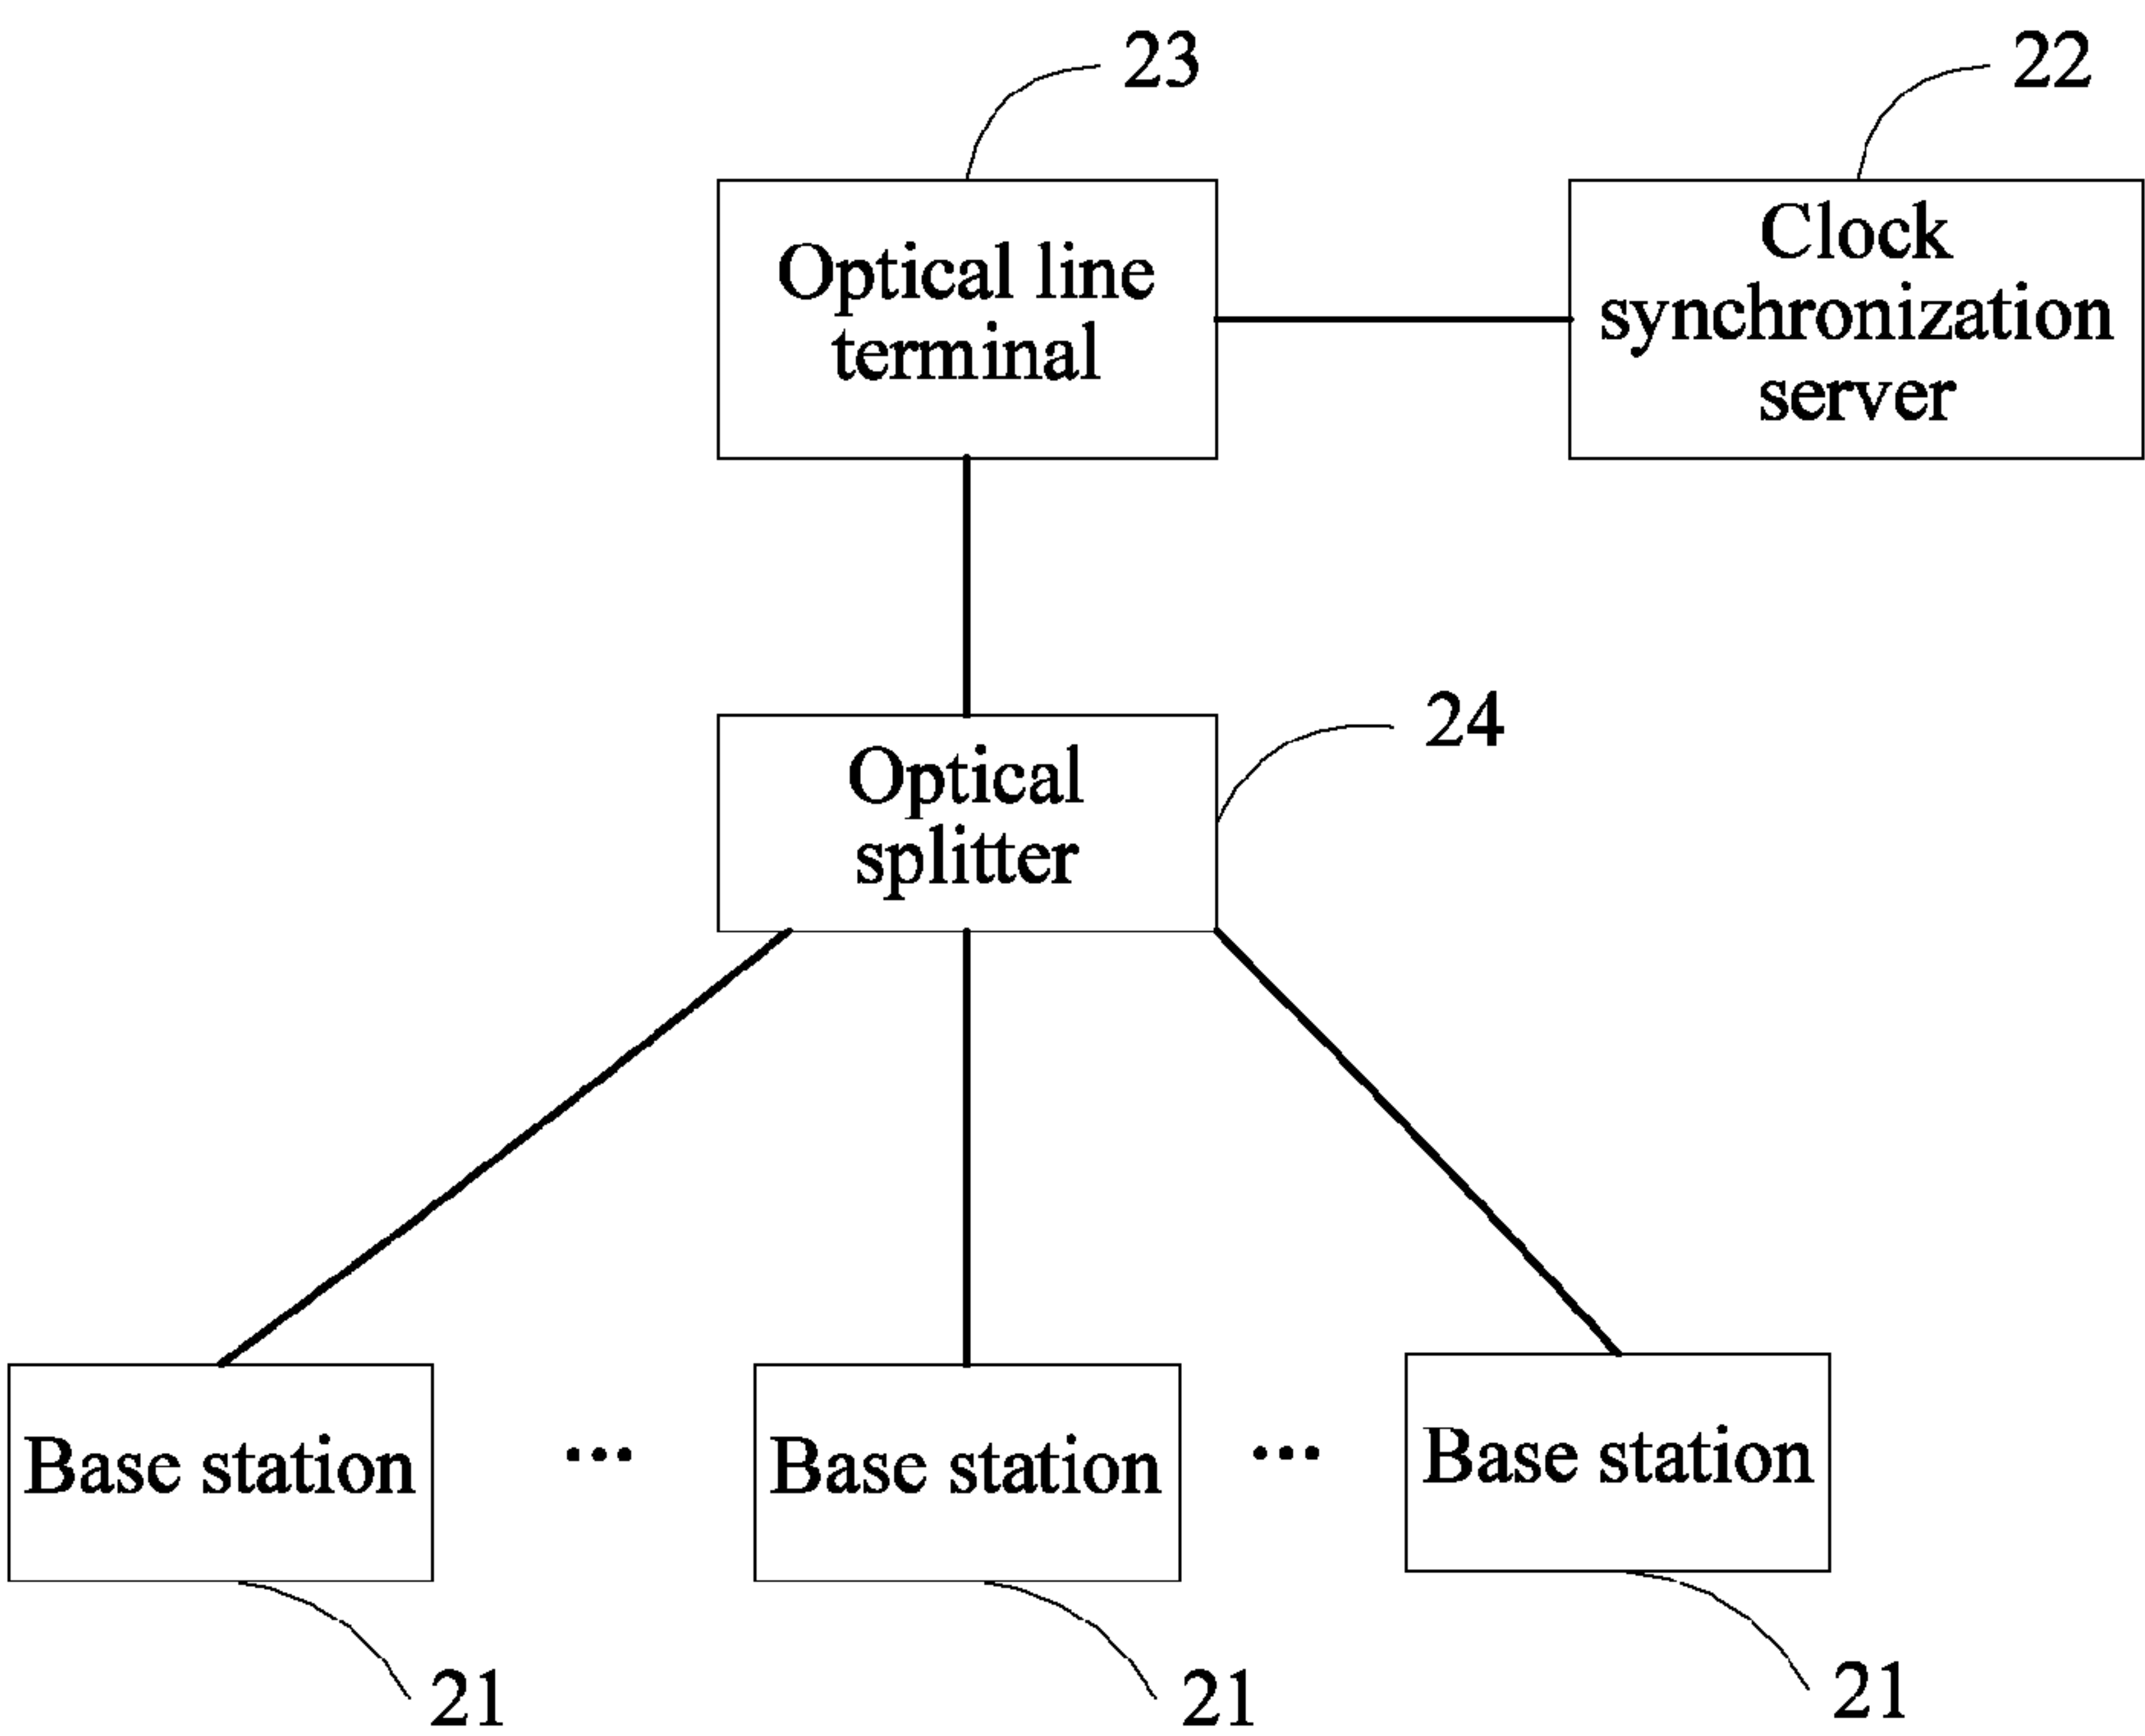 23
22
Optical line
terminal
Clock
synchronization
server
24
Optical
splitter
Base station
...
Base station
...
Base station
21
21
21